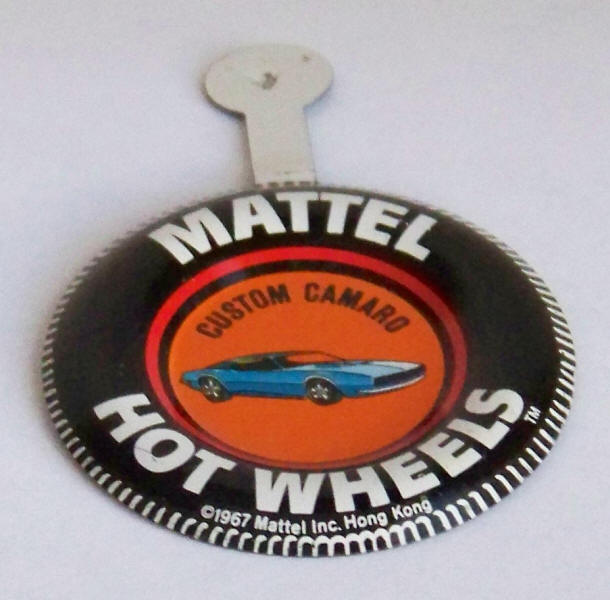 MATTEL
CUSTOM CAMARO
HOT WHEELS™
©1967 Mattel Inc. Hong Kong